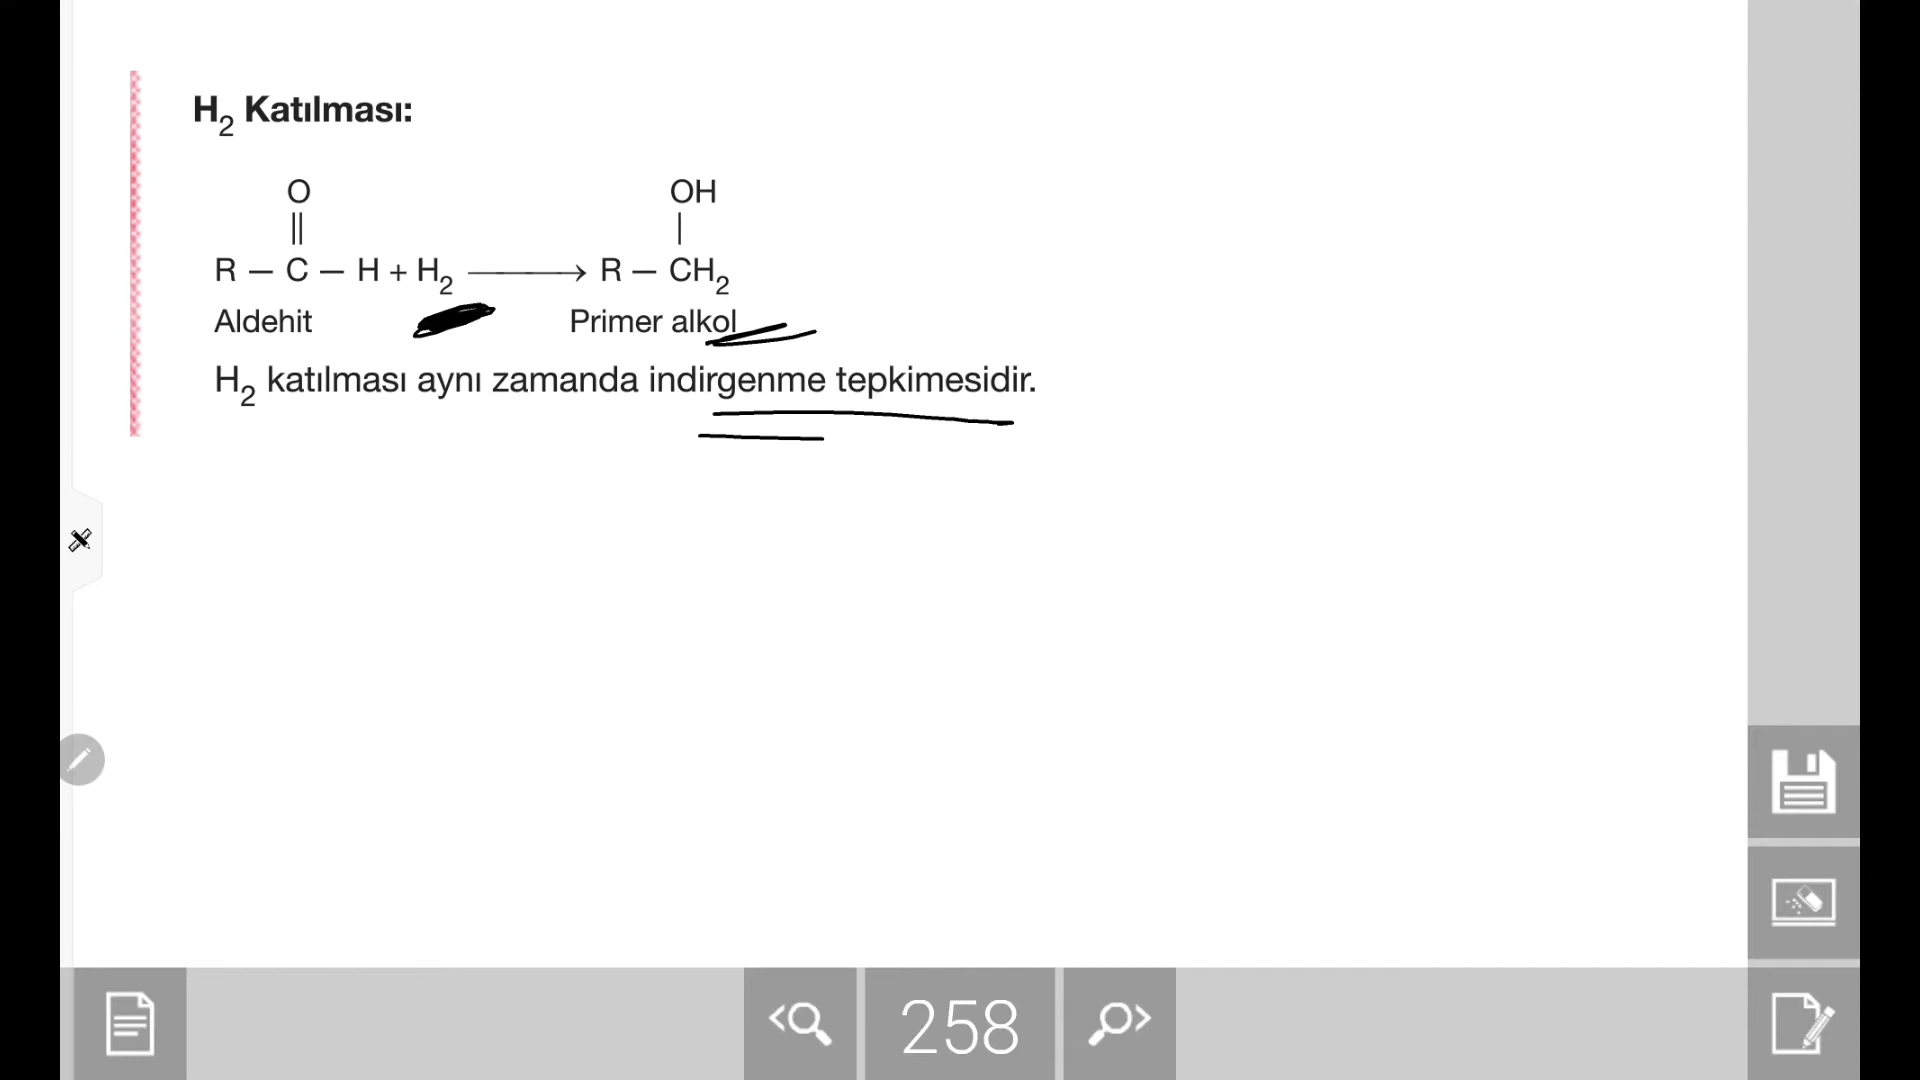 H₂ Katılması:
O OH
|| |
R — C — H + H₂ ⟶ R — CH₂
Aldehit Primer alkol
H₂ katılması aynı zamanda indirgenme tepkimesidir.
258